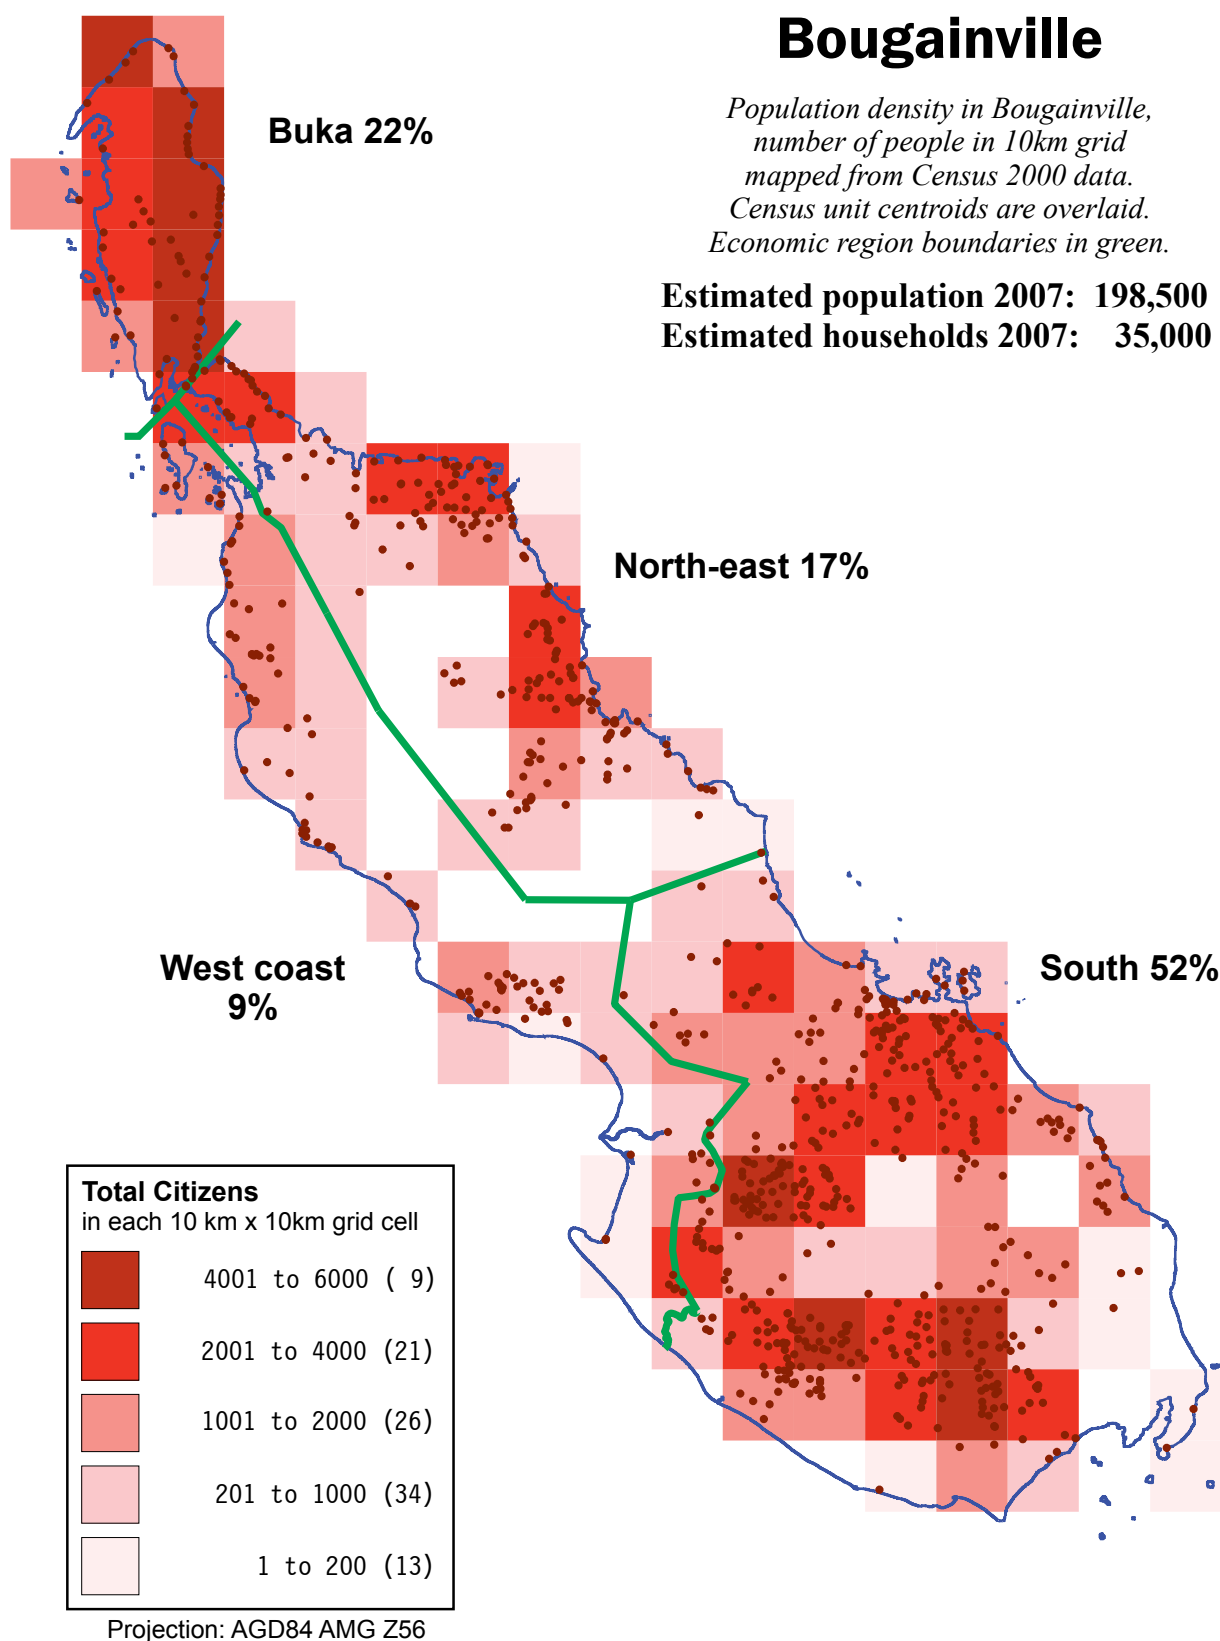 Bougainville
Population density in Bougainville,
number of people in 10km grid
mapped from Census 2000 data.
Census unit centroids are overlaid.
Economic region boundaries in green.
Estimated population 2007: 198,500
Estimated households 2007: 35,000
Buka 22%
North-east 17%
West coast
9%
South 52%
Total Citizens
in each 10 km x 10km grid cell
4001 to 6000 ( 9)
2001 to 4000 (21)
1001 to 2000 (26)
201 to 1000 (34)
1 to 200 (13)
Projection: AGD84 AMG Z56